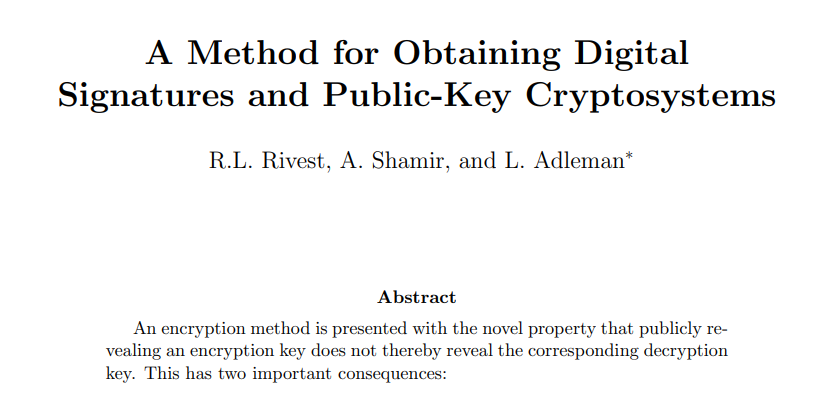 A Method for Obtaining Digital
Signatures and Public-Key Cryptosystems
R.L. Rivest, A. Shamir, and L. Adleman*
Abstract
An encryption method is presented with the novel property that publicly re-
vealing an encryption key does not thereby reveal the corresponding decryption
key. This has two important consequences: